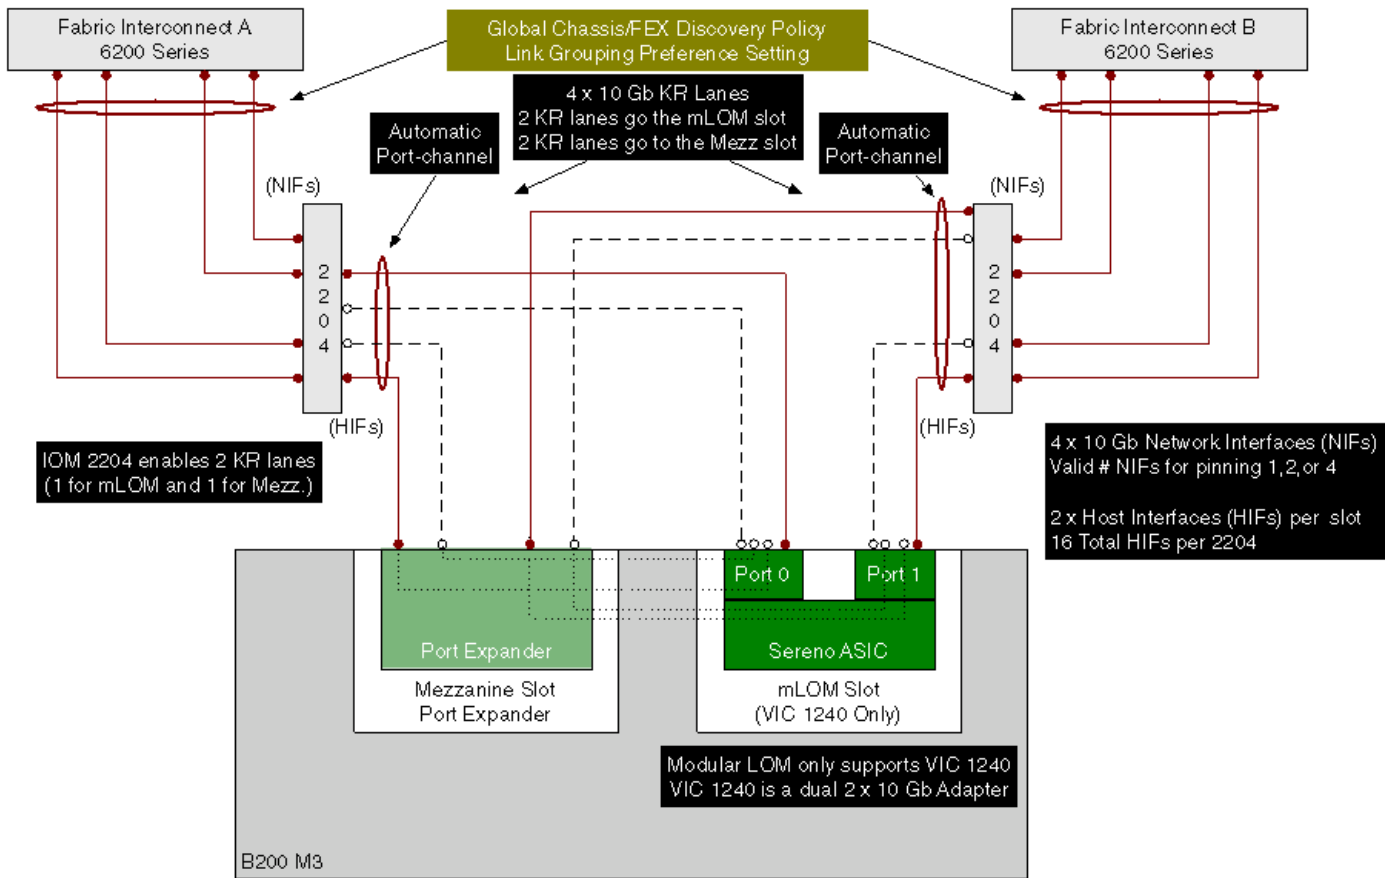 Fabric Interconnect A
6200 Series
Global Chassis/FEX Discovery Policy
Link Grouping Preference Setting
Fabric Interconnect B
6200 Series
4 x 10 Gb KR Lanes
2 KR lanes go the mLOM slot
2 KR lanes go to the Mezz slot
Automatic
Port-channel
Automatic
Port-channel
(NIFs)
(NIFs)
2
2
0
4
2
2
0
4
(HIFs)
(HIFs)
IOM 2204 enables 2 KR lanes
(1 for mLOM and 1 for Mezz.)
4 x 10 Gb Network Interfaces (NIFs)
Valid # NIFs for pinning 1,2,or 4
2 x Host Interfaces (HIFs) per slot
16 Total HIFs per 2204
Port 0
Port 1
Port Expander
Sereno ASIC
Mezzanine Slot
Port Expander
mLOM Slot
(VIC 1240 Only)
Modular LOM only supports VIC 1240
VIC 1240 is a dual 2 x 10 Gb Adapter
B200 M3